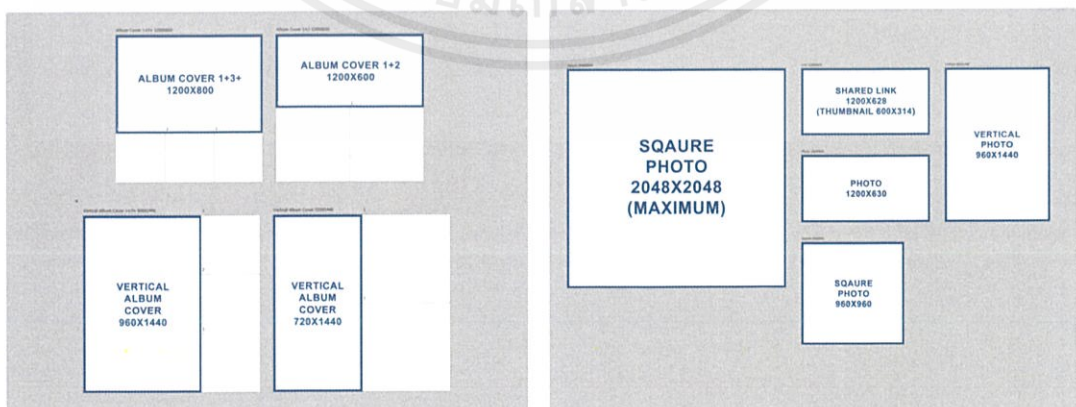 ALBUM COVER 1+3+
1200X800
ALBUM COVER 1+2
1200X600
VERTICAL
ALBUM
COVER
960X1440
VERTICAL
ALBUM
COVER
720X1440
SQAURE
PHOTO
2048X2048
(MAXIMUM)
SHARED LINK
1200X628
(THUMBNAIL 600X314)
PHOTO
1200X630
SQAURE
PHOTO
960X960
VERTICAL
PHOTO
960X1440